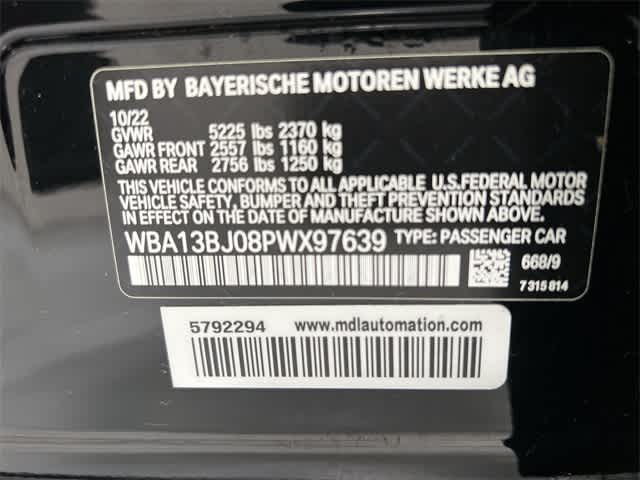 MFD BY BAYERISCHE MOTOREN WERKE AG
10/22
GVWR 5225 lbs 2370 kg
GAWR FRONT 2557 lbs 1160 kg
GAWR REAR 2756 lbs 1250 kg
THIS VEHICLE CONFORMS TO ALL APPLICABLE U.S.FEDERAL MOTOR
VEHICLE SAFETY, BUMPER AND THEFT PREVENTION STANDARDS
IN EFFECT ON THE DATE OF MANUFACTURE SHOWN ABOVE.
WBA13BJ08PWX97639 TYPE: PASSENGER CAR
668/9
7315814
5792294 www.mdlautomation.com